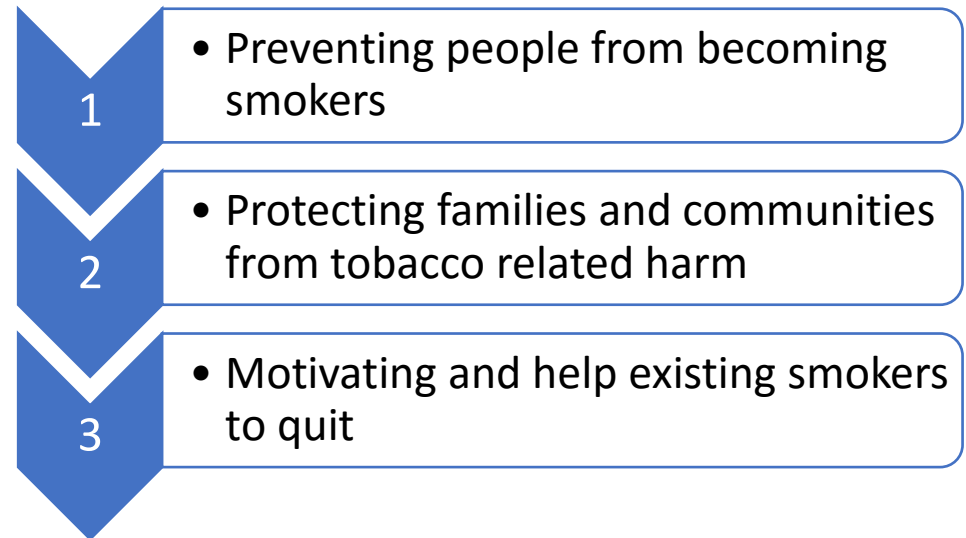 1
• Preventing people from becoming
smokers
2
• Protecting families and communities
from tobacco related harm
3
• Motivating and help existing smokers
to quit